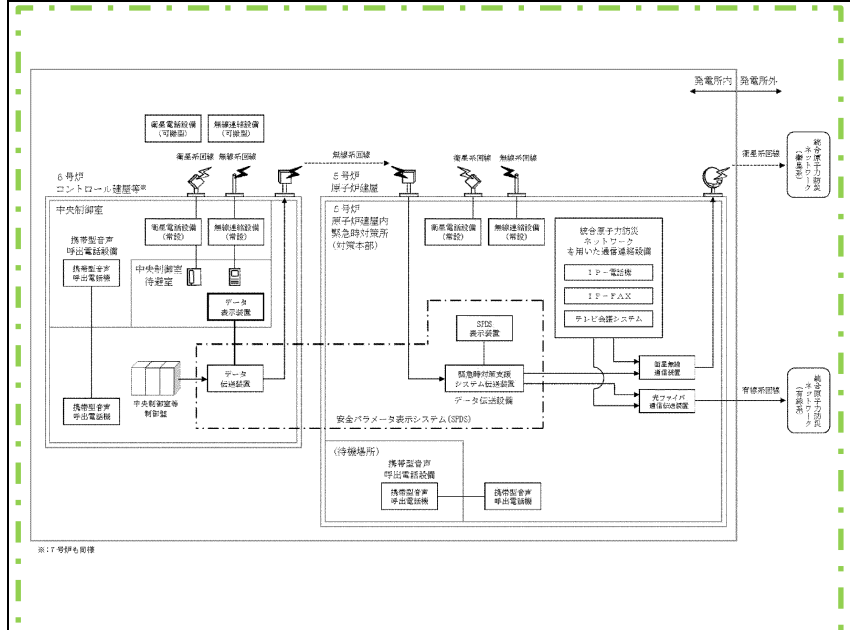 発電所内 発電所外
衛星電話設備
(可搬型)
無線連絡設備
(可搬型)
衛星系回線 無線系回線
無線系回線
衛星系回線 無線系回線
衛星系回線
統合原子力防災
ネットワーク
(衛星系)
6号炉
コントロール建屋等※
5号炉
原子炉建屋
中央制御室
衛星電話設備
(常設)
無線連絡設備
(常設)
携帯型音声
呼出電話設備
携帯型音声
呼出電話機
中央制御室
待避室
データ
表示装置
5号炉
原子炉建屋内
緊急時対策所
(対策本部)
衛星電話設備
(常設)
無線連絡設備
(常設)
統合原子力防災
ネットワーク
を用いた通信連絡設備
IP-電話機
IP-FAX
テレビ会議システム
SPDS
表示装置
中央制御室等
制御盤
データ
伝送装置
緊急時対策支援
システム伝送装置
データ伝送設備
衛星無線
通信装置
光ファイバ
通信伝送装置
有線系回線
統合原子力防災
ネットワーク
(有線系)
携帯型音声
呼出電話機
安全パラメータ表示システム(SPDS)
(待機場所)
携帯型音声
呼出電話設備
携帯型音声
呼出電話機
携帯型音声
呼出電話機
※:7号炉も同様